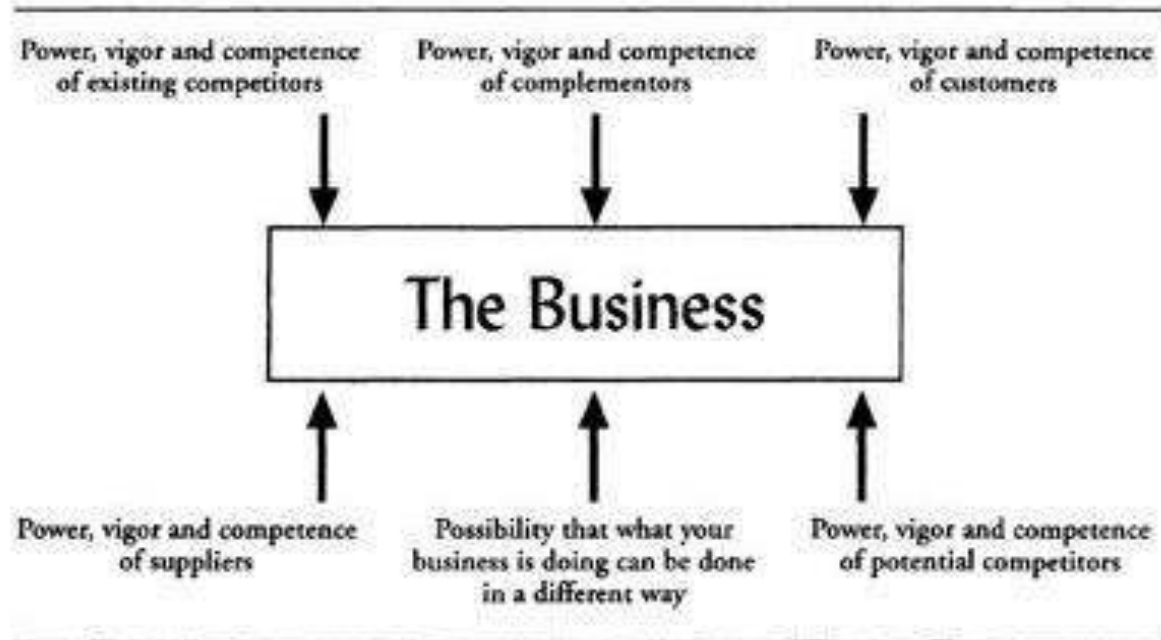 Power, vigor and competence
of existing competitors
Power, vigor and competence
of complementors
Power, vigor and competence
of customers
The Business
Power, vigor and competence
of suppliers
Possibility that what your
business is doing can be done
in a different way
Power, vigor and competence
of potential competitors